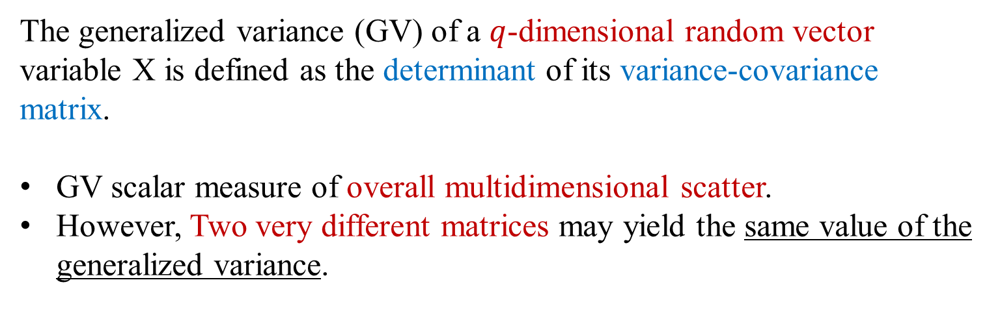 The generalized variance (GV) of a q-dimensional random vector
variable X is defined as the determinant of its variance-covariance
matrix.
• GV scalar measure of overall multidimensional scatter.
• However, Two very different matrices may yield the same value of the
generalized variance.